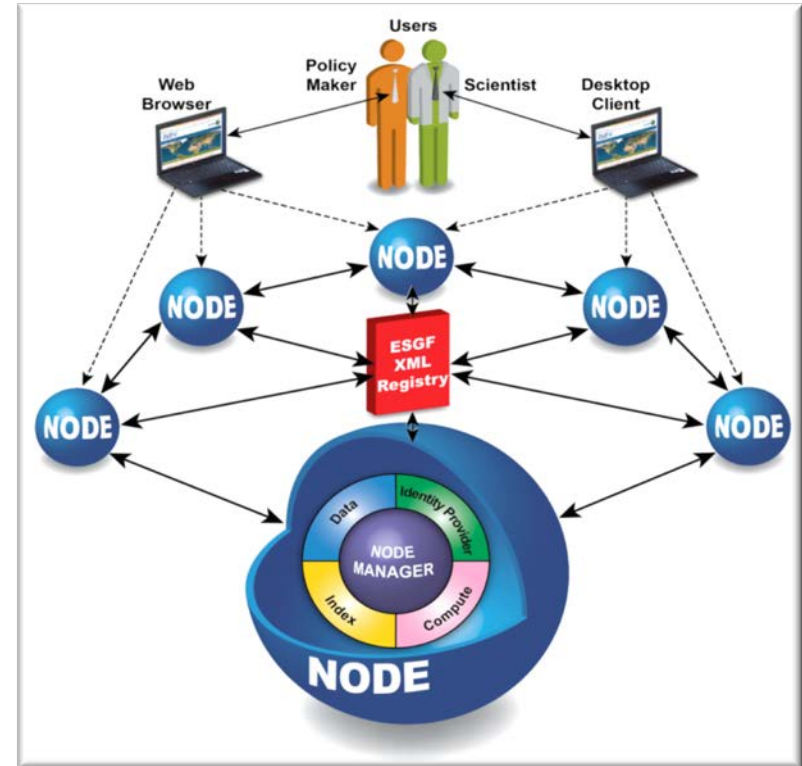 Users
Policy
Maker
Scientist
Web
Browser
Desktop
Client
NODE
NODE
NODE
ESGF
XML
Registry
NODE
NODE
Data
Identity Provider
NODE
MANAGER
Index
Compute
NODE